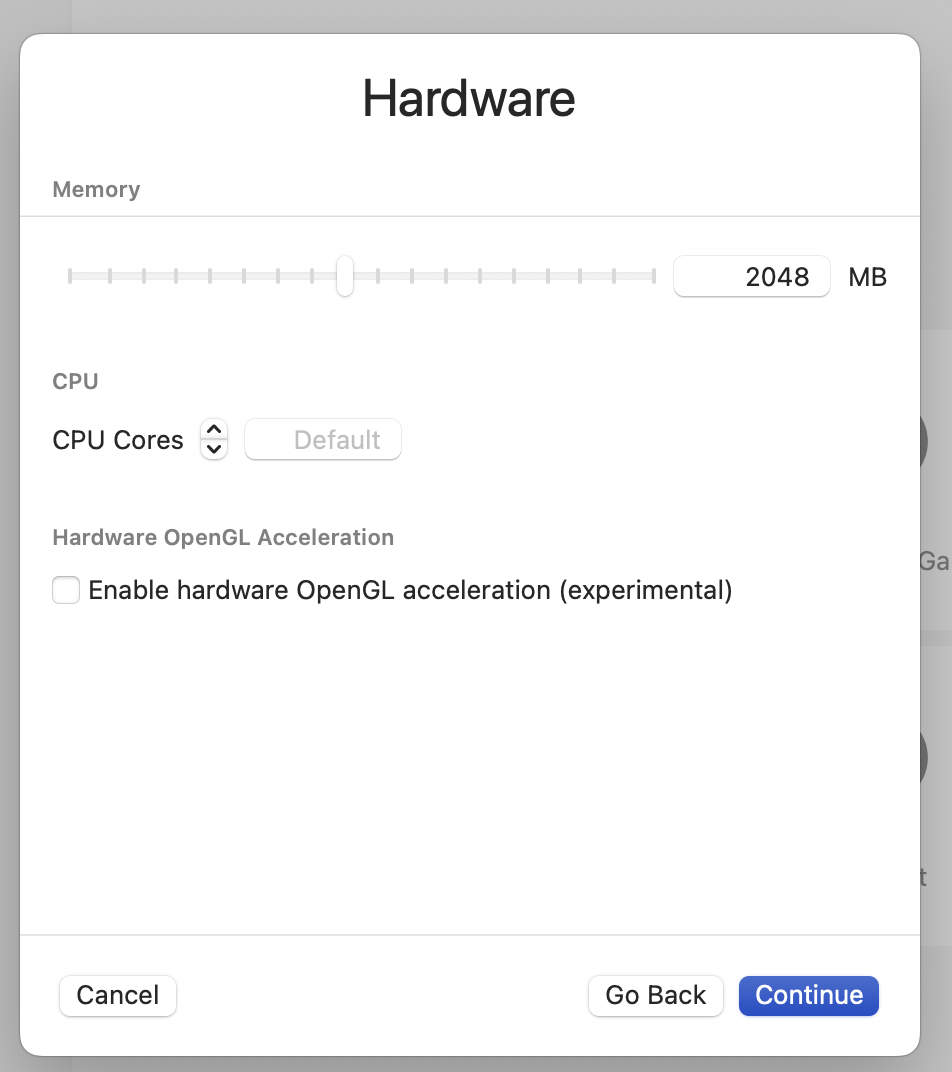 Hardware
Memory
2048 MB
CPU
CPU Cores Default
Ga
Hardware OpenGL Acceleration
Enable hardware OpenGL acceleration (experimental)
t
Cancel Go Back Continue